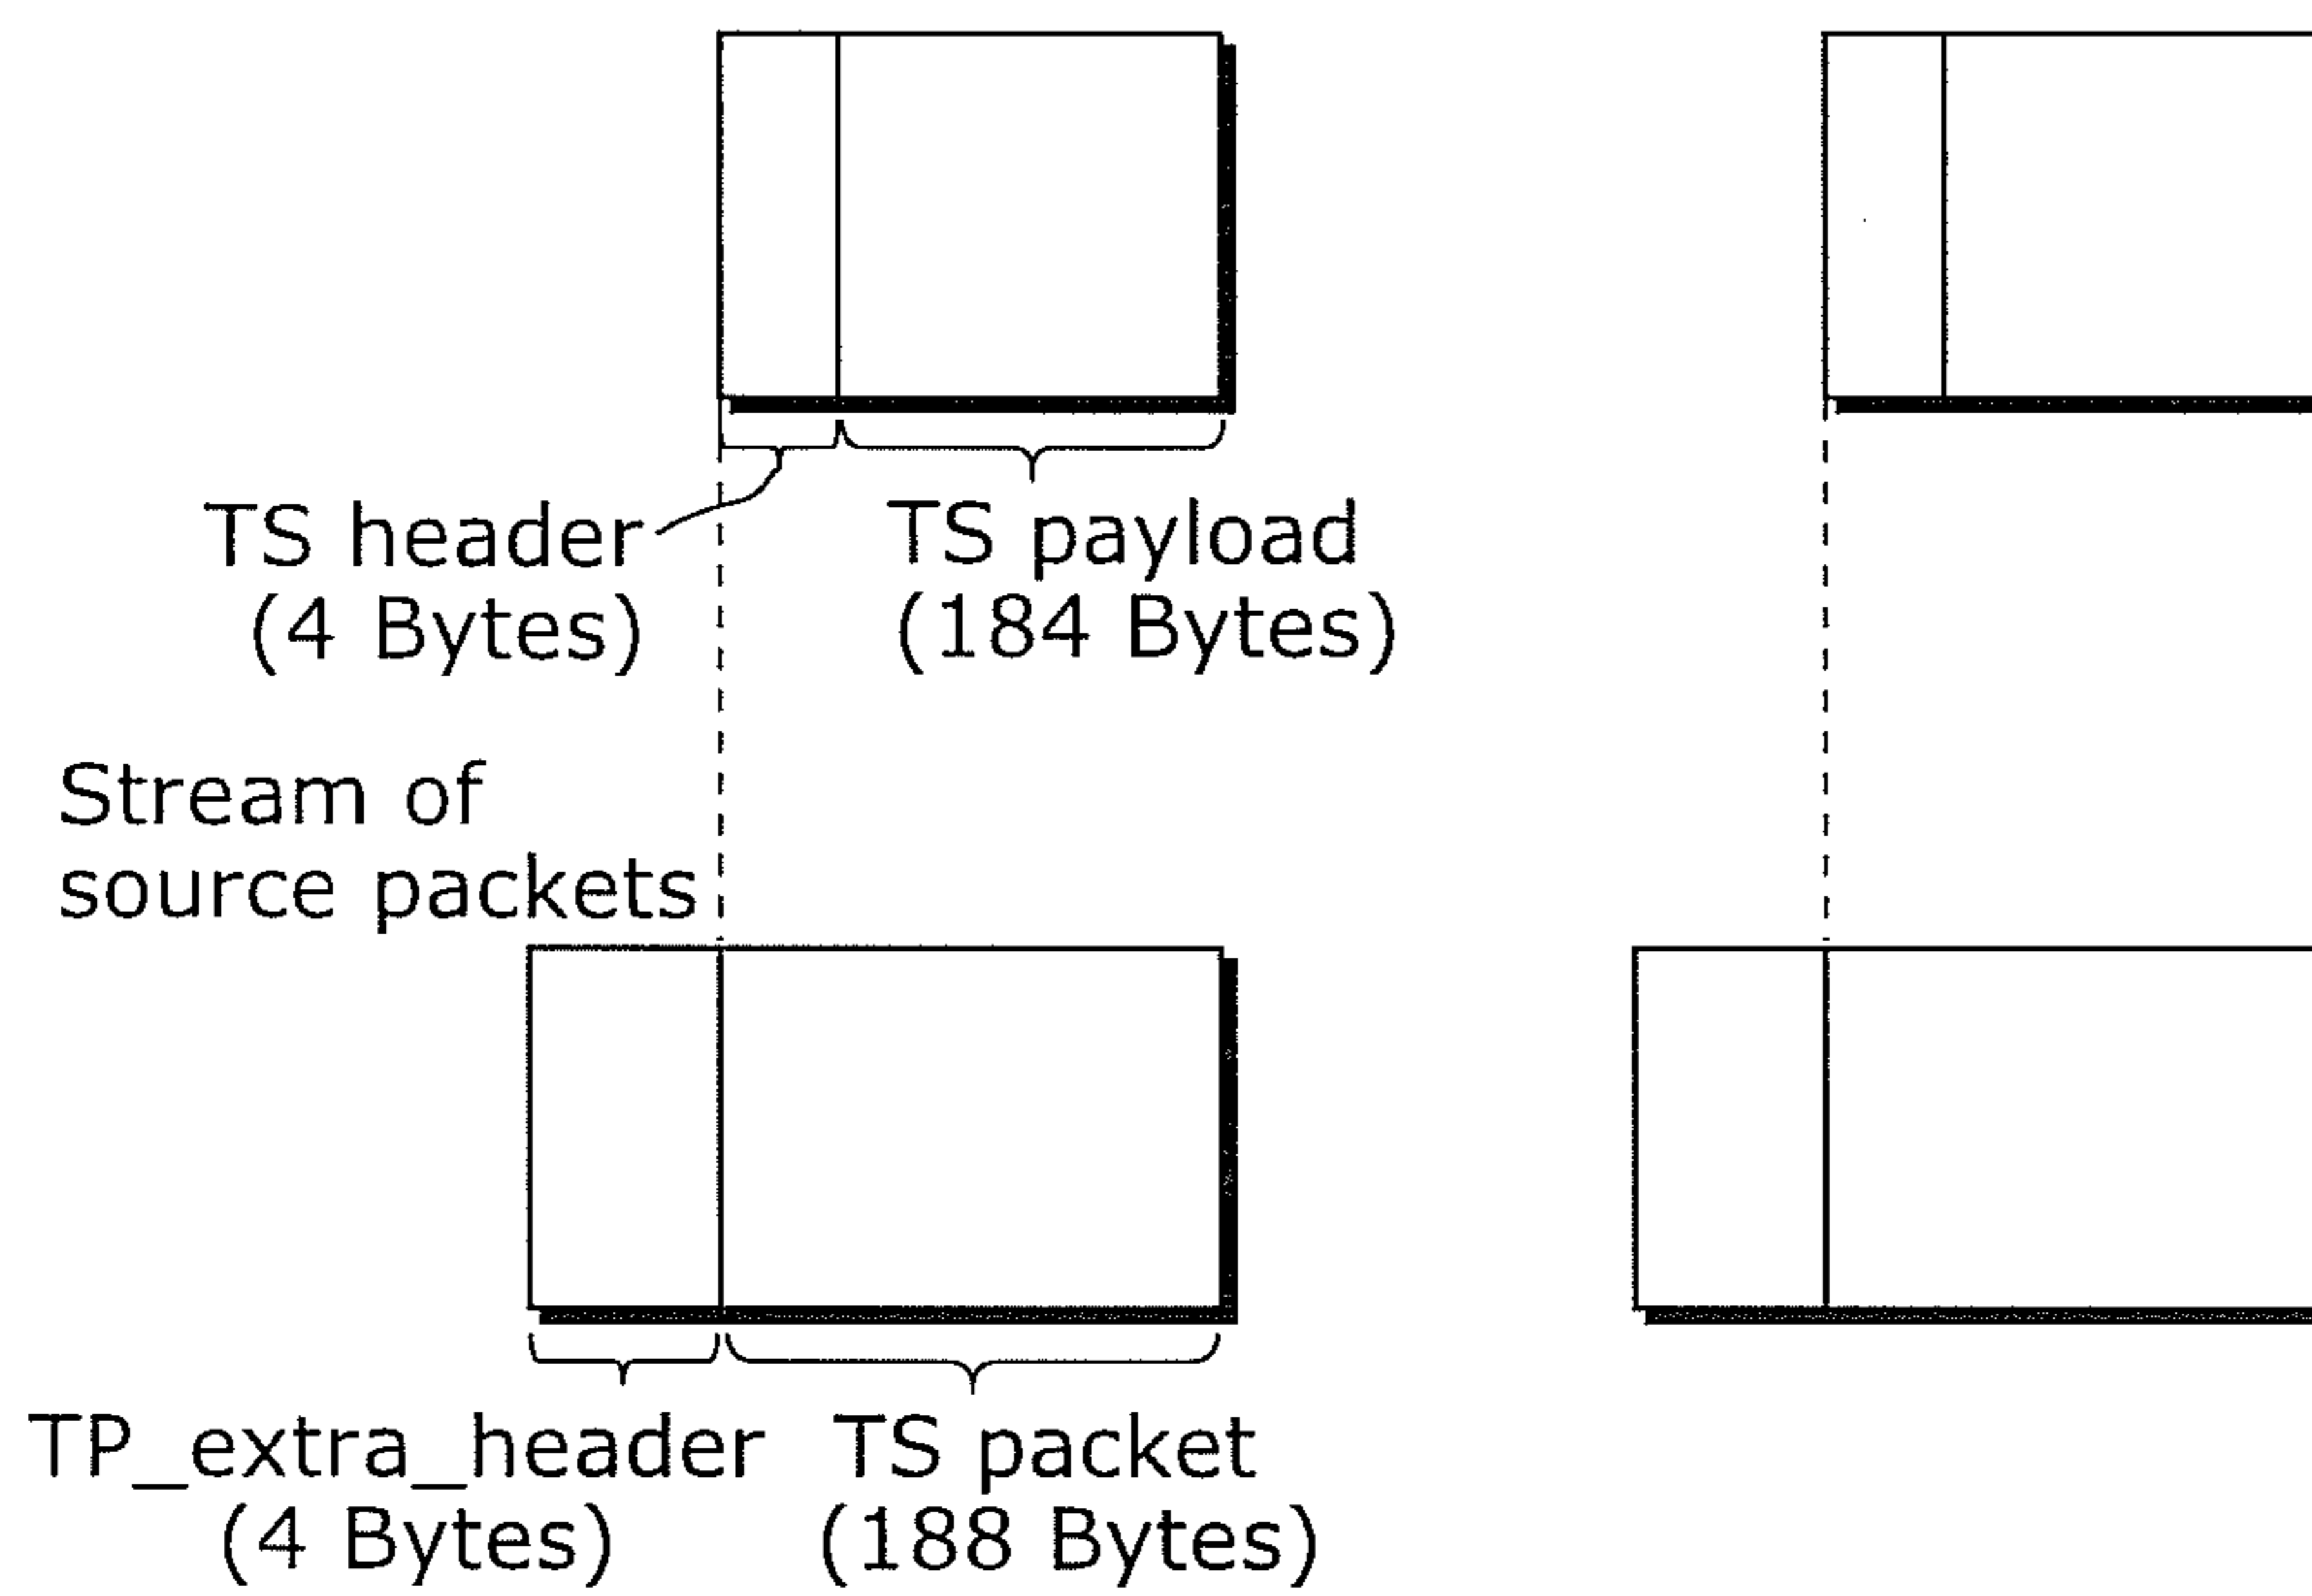 TS header
(4 Bytes)
TS payload
(184 Bytes)
Stream of
source packets
TP_extra_header
(4 Bytes)
TS packet
(188 Bytes)